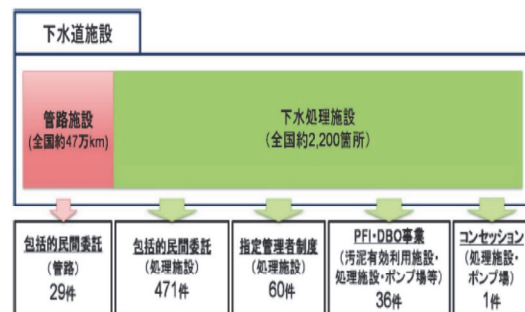 下水道施設
管路施設
(全国約47万km)
下水処理施設
(全国約2,200箇所)
包括的民間委託
(管路)
29件
包括的民間委託
(処理施設)
471件
指定管理者制度
(処理施設)
60件
PFI・DBO事業
(汚泥有効利用施設・
処理施設・ポンプ場等)
36件
コンセッション
(処理施設・
ポンプ場)
1件